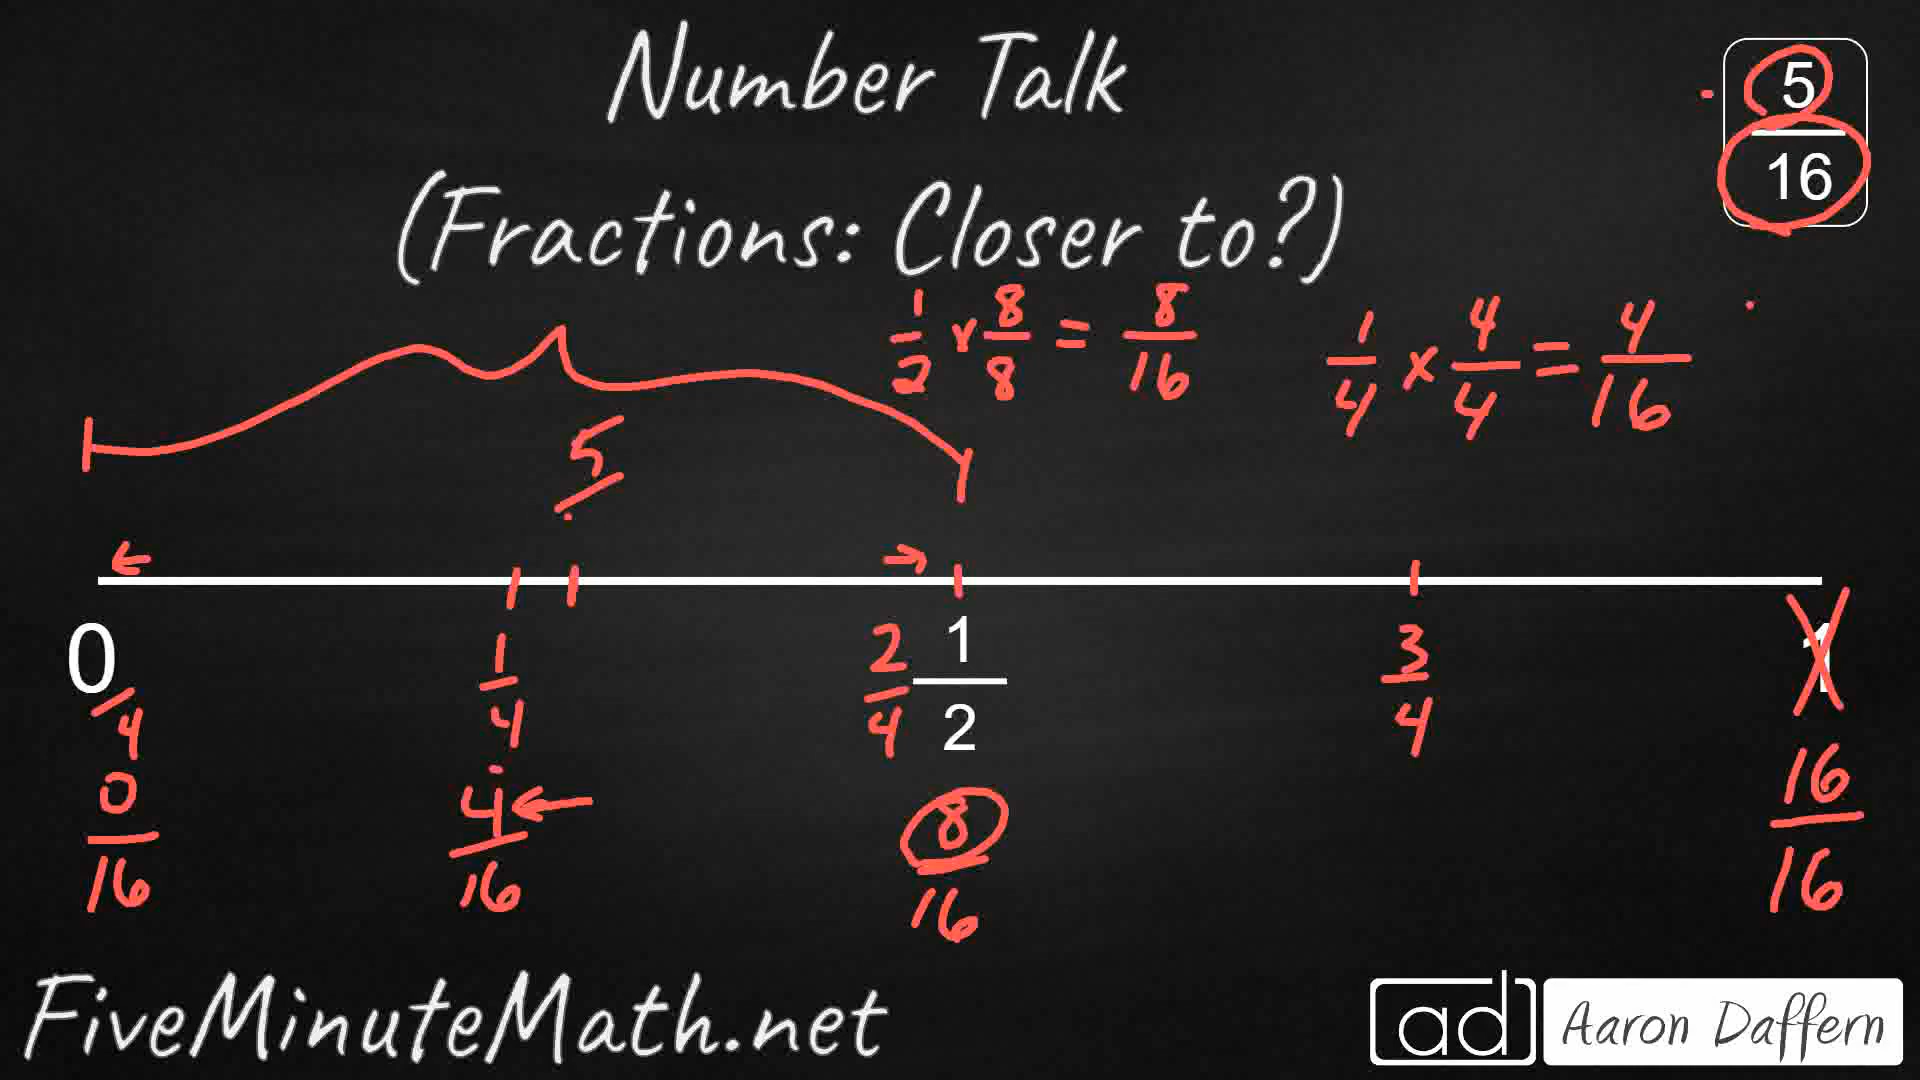 Number Talk
5/16
(Fractions: Closer to?)
1/2 x 8/8 = 8/16
1/4 x 4/4 = 4/16
5
0 1/4 2/4 1/2 3/4 1
/4
0/16 4/16 8/16 16/16
FiveMinuteMath.net
ad Aaron Daffern